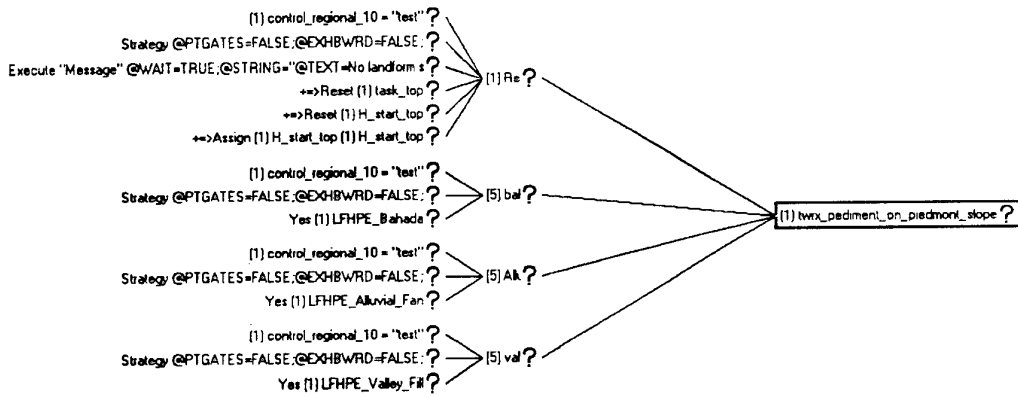 [1] control_regional_10 = "test" ?
Strategy @PTGATES=FALSE;@EXHBWRD=FALSE; ?
Execute "Message" @WAIT=TRUE;@STRING="@TEXT=No landform s ?
+=>Reset [1] task_top ?
+=>Reset [1] H_start_top ?
+=>Assign [1] H_start_top [1] H_start_top ?
[1] Re ?
[1] control_regional_10 = "test" ?
Strategy @PTGATES=FALSE;@EXHBWRD=FALSE; ?
Yes [1] LFHPE_Bahada ?
[5] baf ?
[1] twrx_pediment_on_piedmont_slope ?
[1] control_regional_10 = "test" ?
Strategy @PTGATES=FALSE;@EXHBWRD=FALSE; ?
Yes [1] LFHPE_Alluvial_Fan ?
[5] Allu ?
[1] control_regional_10 = "test" ?
Strategy @PTGATES=FALSE;@EXHBWRD=FALSE; ?
Yes [1] LFHPE_Valley_Fill ?
[5] val ?